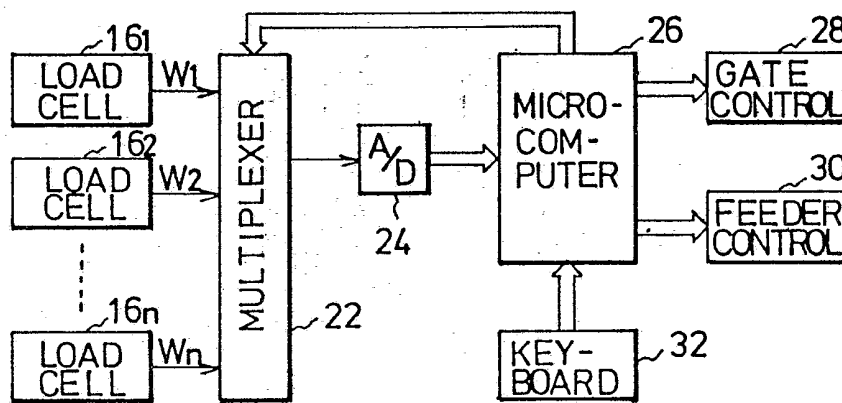 16₁
LOAD
CELL
W1
16₂
LOAD
CELL
W2
16n
LOAD
CELL
Wn
MULTIPLEXER
22
A/D
24
26
MICRO-
COM-
PUTER
28
GATE
CONTROL
30
FEEDER
CONTROL
KEY-
BOARD
32